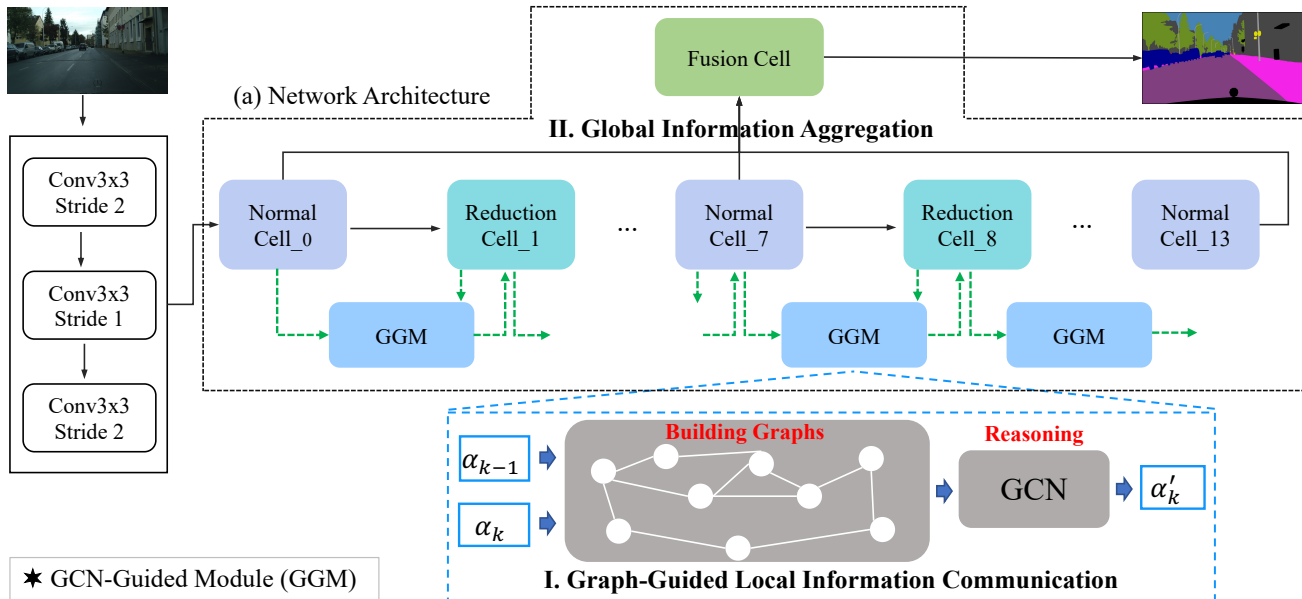 Fusion Cell
(a) Network Architecture
II. Global Information Aggregation
Conv3x3
Stride 2
Conv3x3
Stride 1
Conv3x3
Stride 2
Normal
Cell_0
Reduction
Cell_1
...
Normal
Cell_7
Reduction
Cell_8
...
Normal
Cell_13
GGM
GGM
GGM
Building Graphs
Reasoning
α_{k−1}
α_k
GCN
α′_k
I. Graph-Guided Local Information Communication
✶ GCN-Guided Module (GGM)